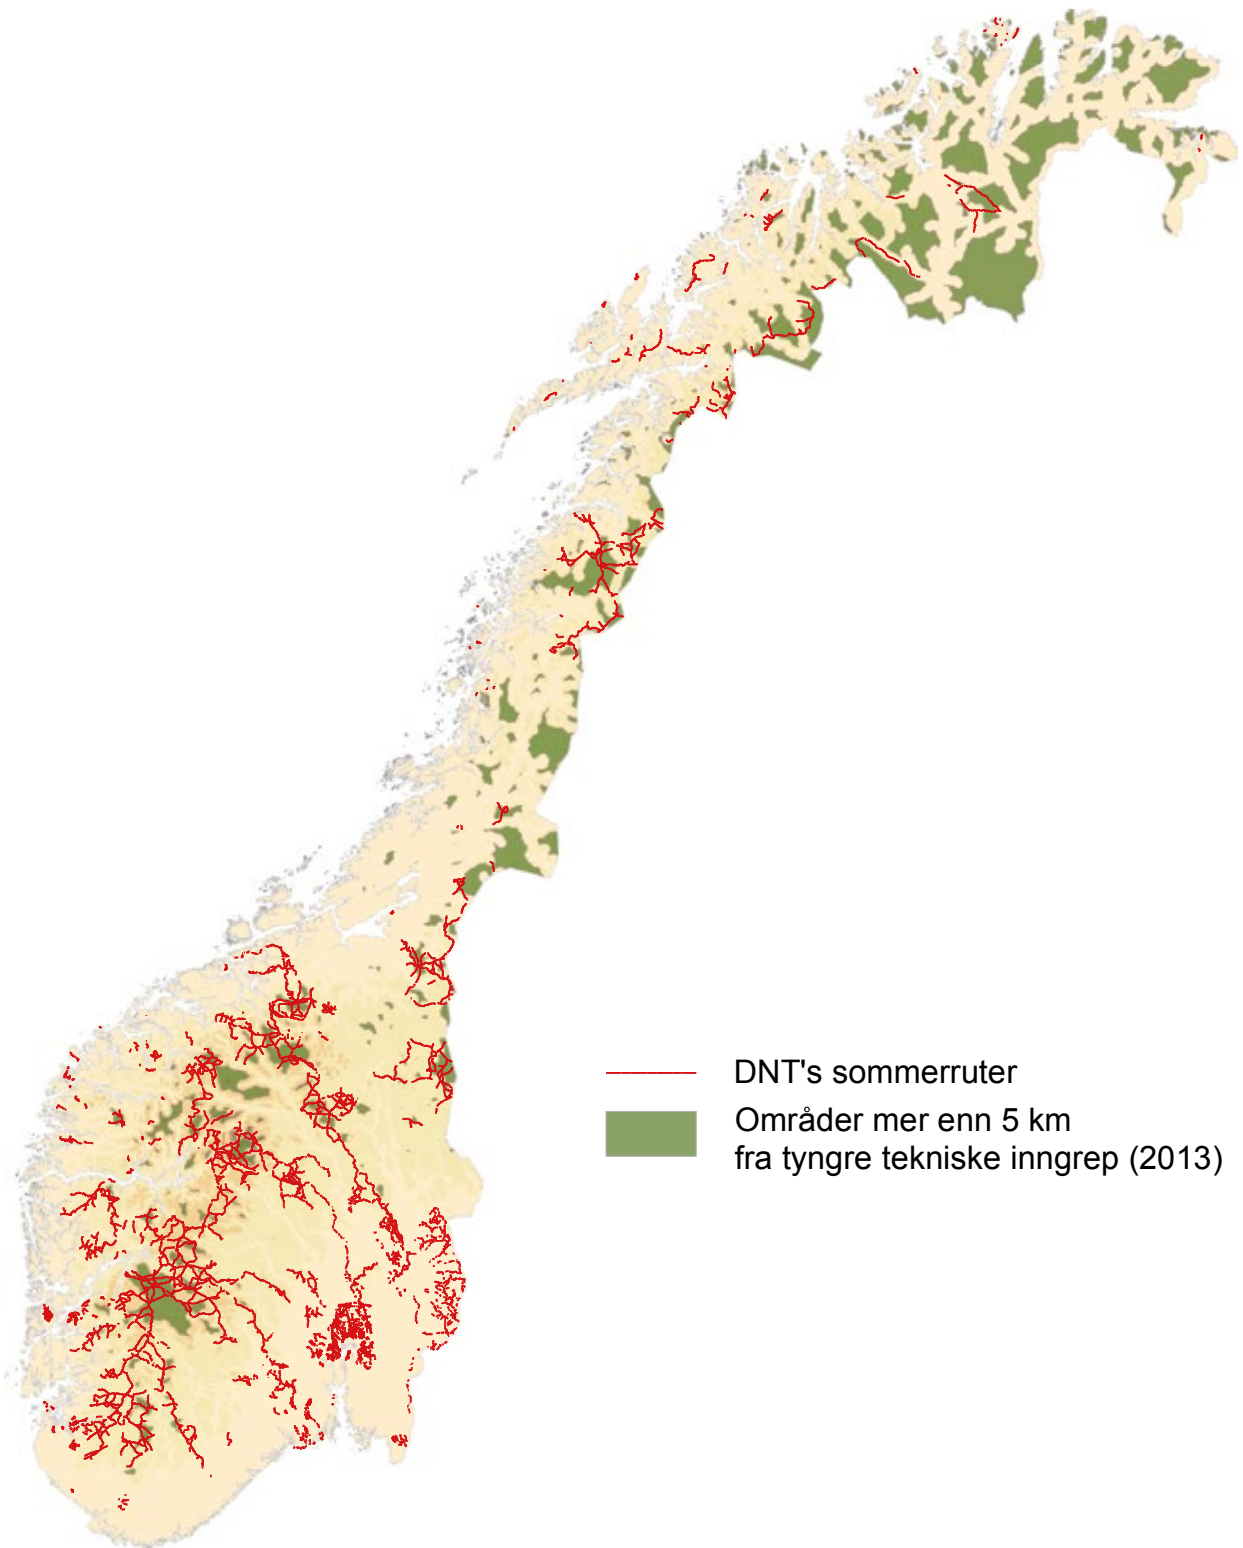 DNT's sommerruter
Områder mer enn 5 km
fra tyngre tekniske inngrep (2013)